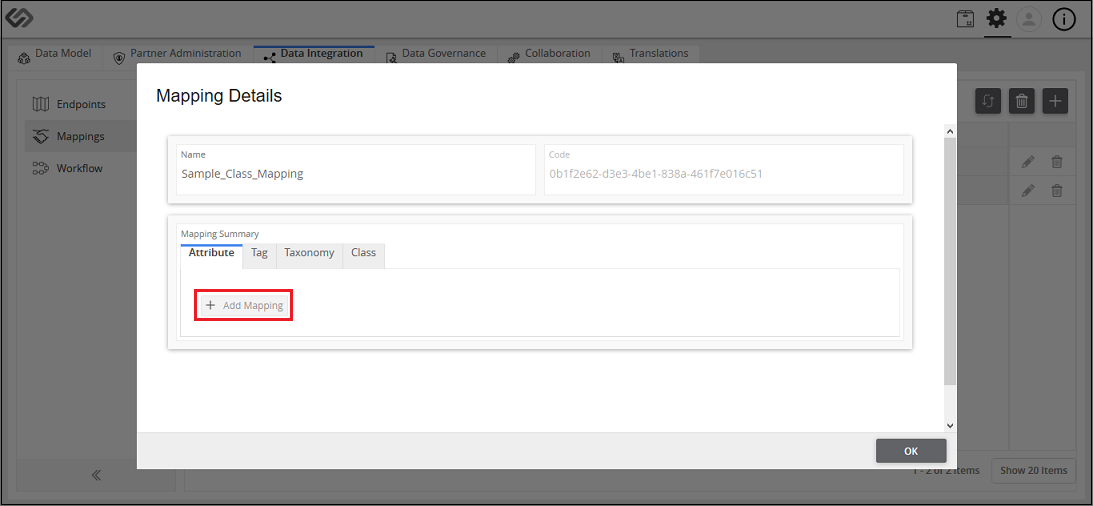 Data Model
Partner Administration
Data Integration
Data Governance
Collaboration
Translations
Endpoints
Mappings
Workflow
Mapping Details
Name
Sample_Class_Mapping
Code
0b1f2e62-d3e3-4be1-838a-461f7e016c51
Mapping Summary
Attribute
Tag
Taxonomy
Class
+ Add Mapping
OK
1 - 2 of 2 Items
Show 20 Items